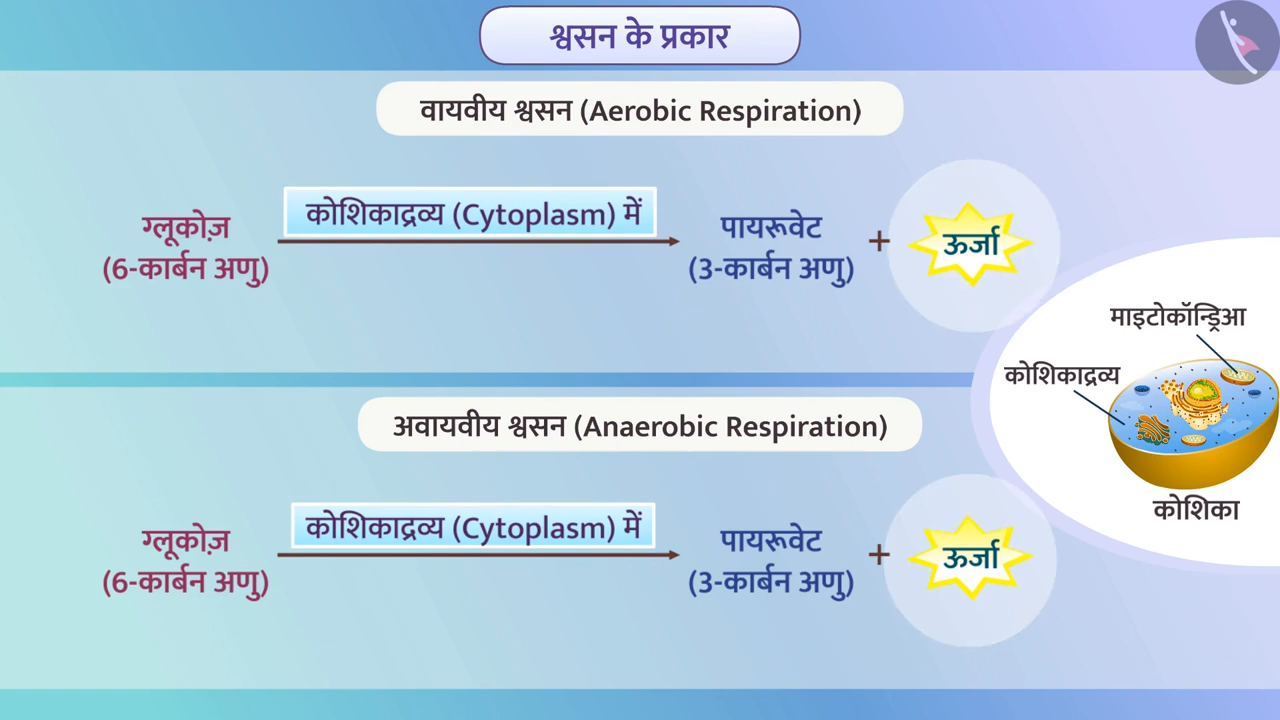 श्वसन के प्रकार
वायवीय श्वसन (Aerobic Respiration)
कोशिकाद्रव्य (Cytoplasm) में
ग्लूकोज़
(6-कार्बन अणु)
पायरूवेट
(3-कार्बन अणु)
+
ऊर्जा
माइटोकॉन्ड्रिआ
कोशिकाद्रव्य
कोशिका
अवायवीय श्वसन (Anaerobic Respiration)
कोशिकाद्रव्य (Cytoplasm) में
ग्लूकोज़
(6-कार्बन अणु)
पायरूवेट
(3-कार्बन अणु)
+
ऊर्जा